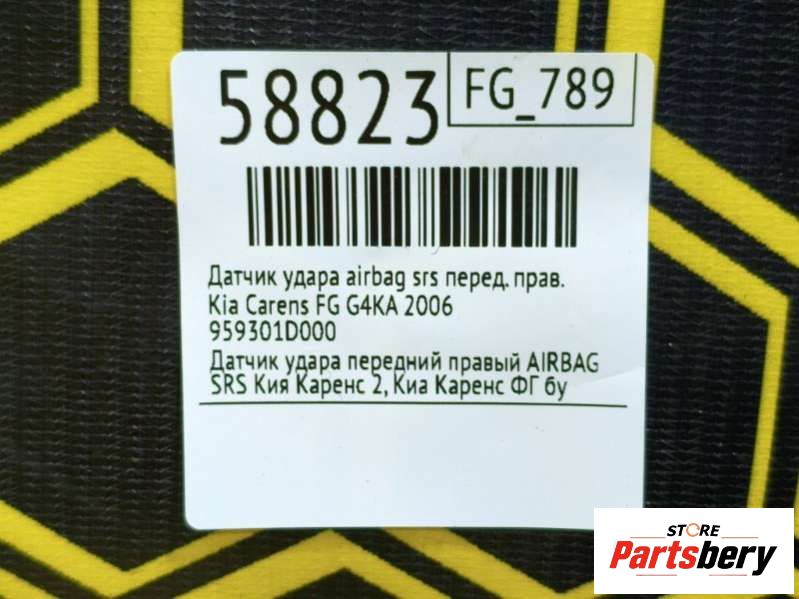 58823
FG_789
Датчик удара airbag srs перед. прав.
Kia Carens FG G4KA 2006
959301D000
Датчик удара передний правый AIRBAG
SRS Кия Каренс 2, Киа Каренс ФГ бу
STORE
Partsbery